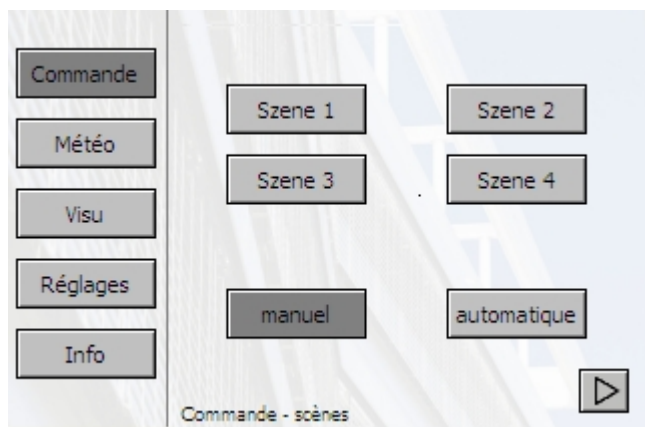 Commande
Météo
Visu
Réglages
Info
Szene 1
Szene 2
Szene 3
Szene 4
manuel
automatique
Commande - scènes